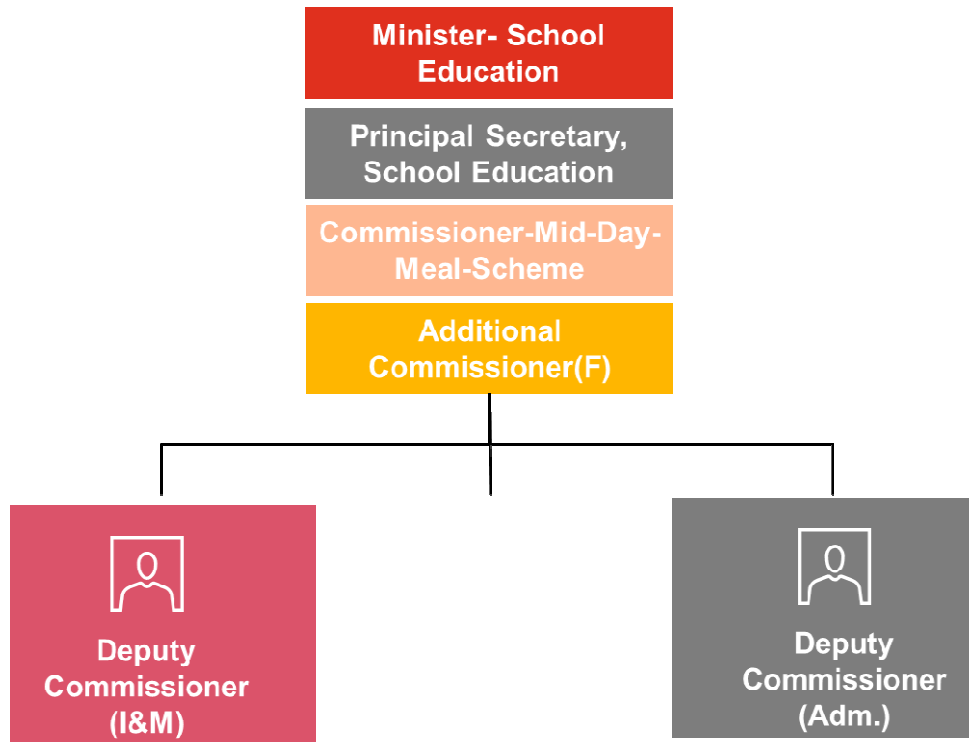 Minister- School
Education
Principal Secretary,
School Education
Commissioner-Mid-Day-
Meal-Scheme
Additional
Commissioner(F)
Deputy
Commissioner
(I&M)
Deputy
Commissioner
(Adm.)